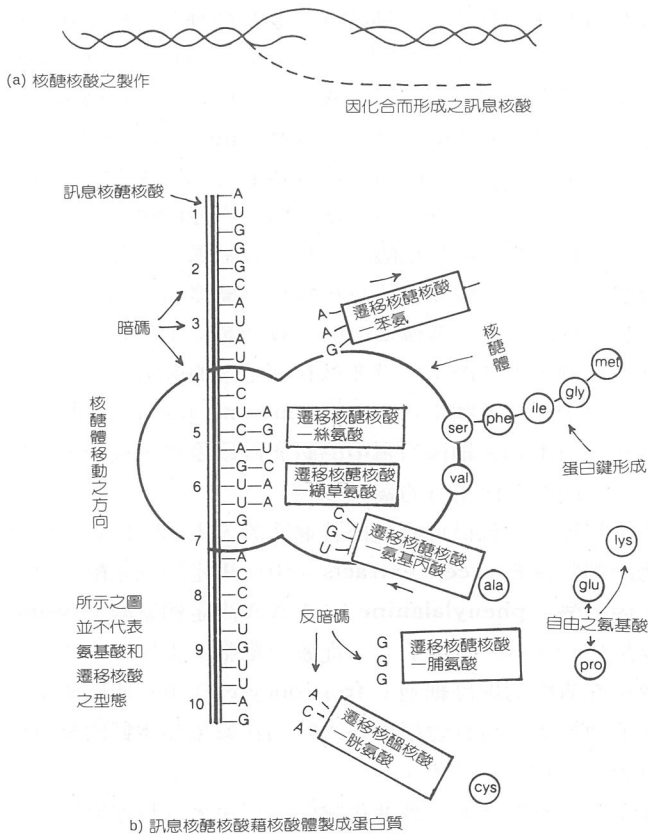 (a) 核醣核酸之製作
因化合而形成之訊息核酸
訊息核醣核酸
A
1 U
G
G
2 G
C
A
3 U
A
U
4 U
C
U A
5 C G
A U
G C
6 U A
U A
G
7 C
A
C
8 C
C
U
9 G
U
U
10 A
G
暗碼
核醣體移動之方向
所示之圖
並不代表
氨基酸和
遷移核酸
之型態
A
A
G
遷移核醣核酸
—笨氨
核醣體
遷移核醣核酸
—絲氨酸
遷移核醣核酸
—纈草氨酸
met
gly
ile
phe
ser
val
蛋白鍵形成
C
G
U
遷移核醣核酸
—氨基丙酸
ala
lys
glu
自由之氨基酸
pro
反暗碼
G
G
G
遷移核醣核酸
—脯氨酸
A
C
A
遷移核醞核酸
—胱氨酸
cys
b) 訊息核醣核酸藉核酸體製成蛋白質